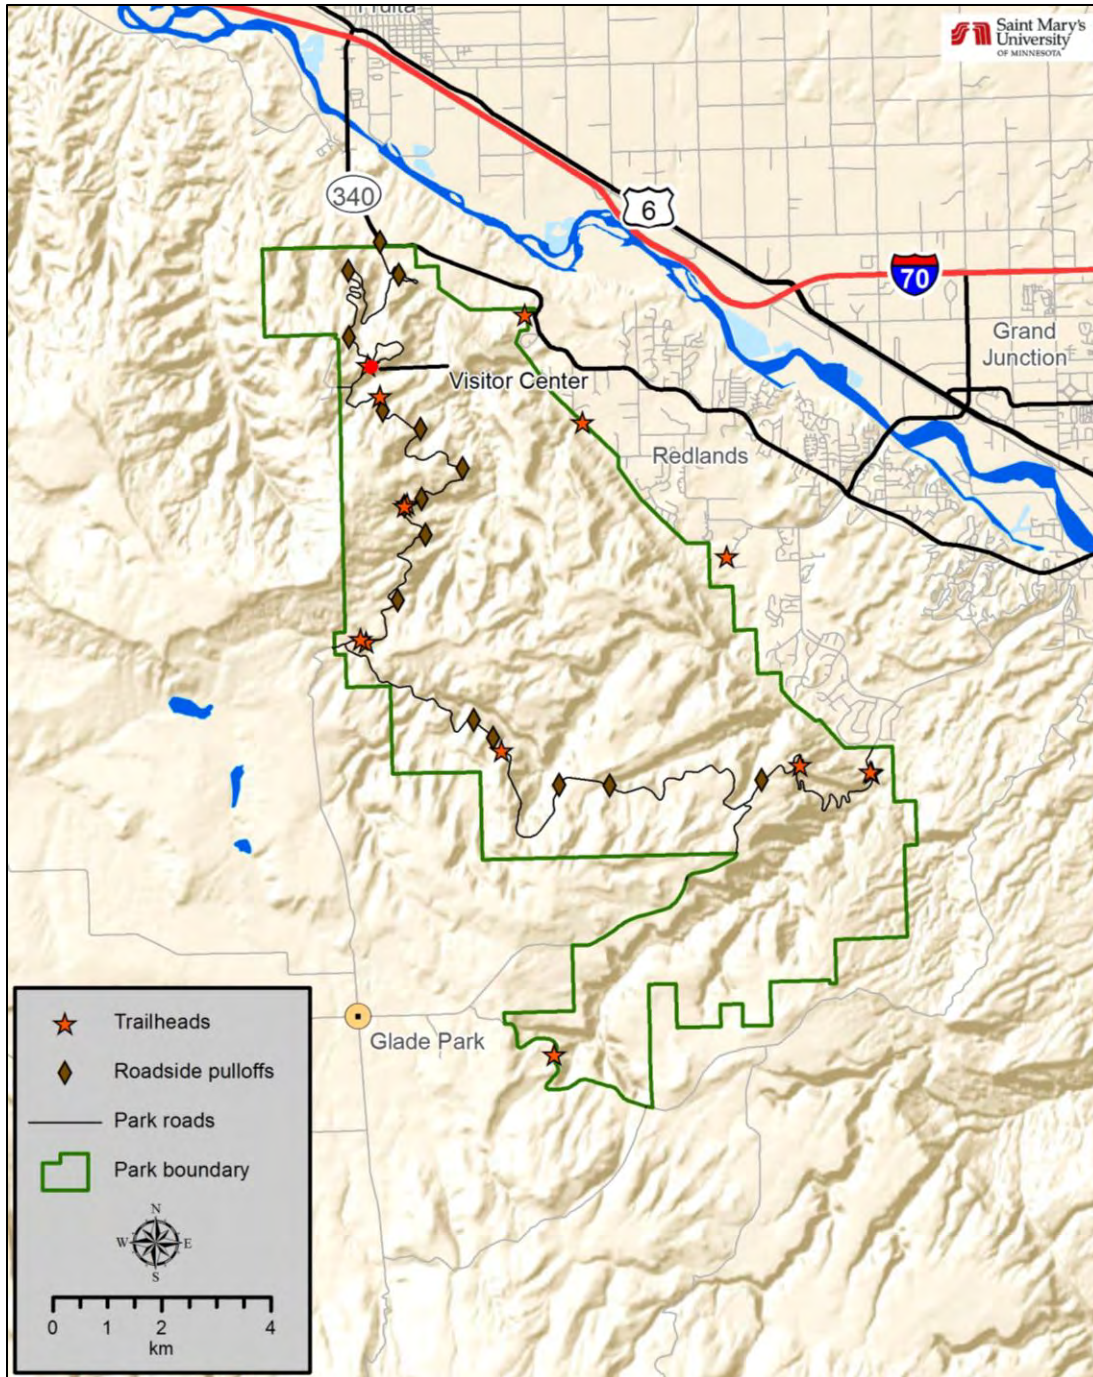 Fruita
Saint Mary's
University
OF MINNESOTA
340
6
70
Grand
Junction
Visitor Center
Redlands
Glade Park
Trailheads
Roadside pulloffs
Park roads
Park boundary
N
W E
S
0 2 4
km